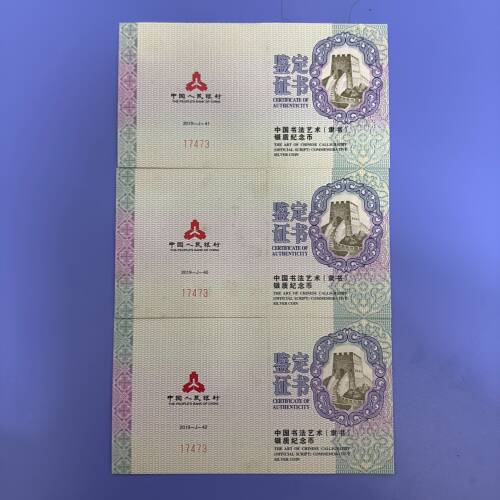 中国人民银行
THE PEOPLE'S BANK OF CHINA
2019—J—41
17473
鉴定
证书
CERTIFICATE OF
AUTHENTICITY
中国书法艺术(隶书)
银质纪念币
THE ART OF CHINESE CALLIGRAPHY
(OFFICIAL SCRIPT) COMMEMORATIVE
SILVER COIN
中国人民银行
THE PEOPLE'S BANK OF CHINA
2019—J—40
17473
鉴定
证书
CERTIFICATE OF
AUTHENTICITY
中国书法艺术(隶书)
银质纪念币
THE ART OF CHINESE CALLIGRAPHY
(OFFICIAL SCRIPT) COMMEMORATIVE
SILVER COIN
中国人民银行
THE PEOPLE'S BANK OF CHINA
2019—J—42
17473
鉴定
证书
CERTIFICATE OF
AUTHENTICITY
中国书法艺术(隶书)
银质纪念币
THE ART OF CHINESE CALLIGRAPHY
(OFFICIAL SCRIPT) COMMEMORATIVE
SILVER COIN